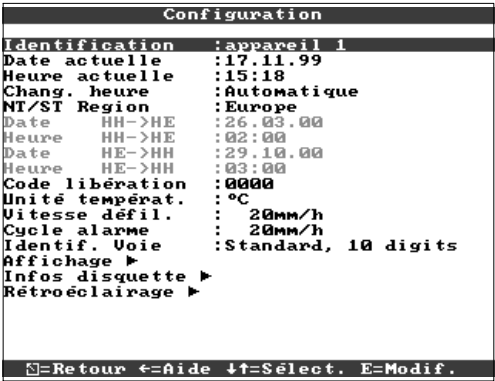 Configuration
Identification :appareil 1
Date actuelle :17.11.99
Heure actuelle :15:18
Chang. heure :Automatique
NT/ST Region :Europe
Date HH->HE :26.03.00
Heure HH->HE :02:00
Date HE->HH :29.10.00
Heure HE->HH :03:00
Code libération :0000
Unité températ. :°C
Vitesse défil. : 20mm/h
Cycle alarme : 20mm/h
Identif. Voie :Standard, 10 digits
Affichage ►
Infos disquette ►
Rétroéclairage ►
⍂=Retour ←=Aide ↓↑=Sélect. E=Modif.